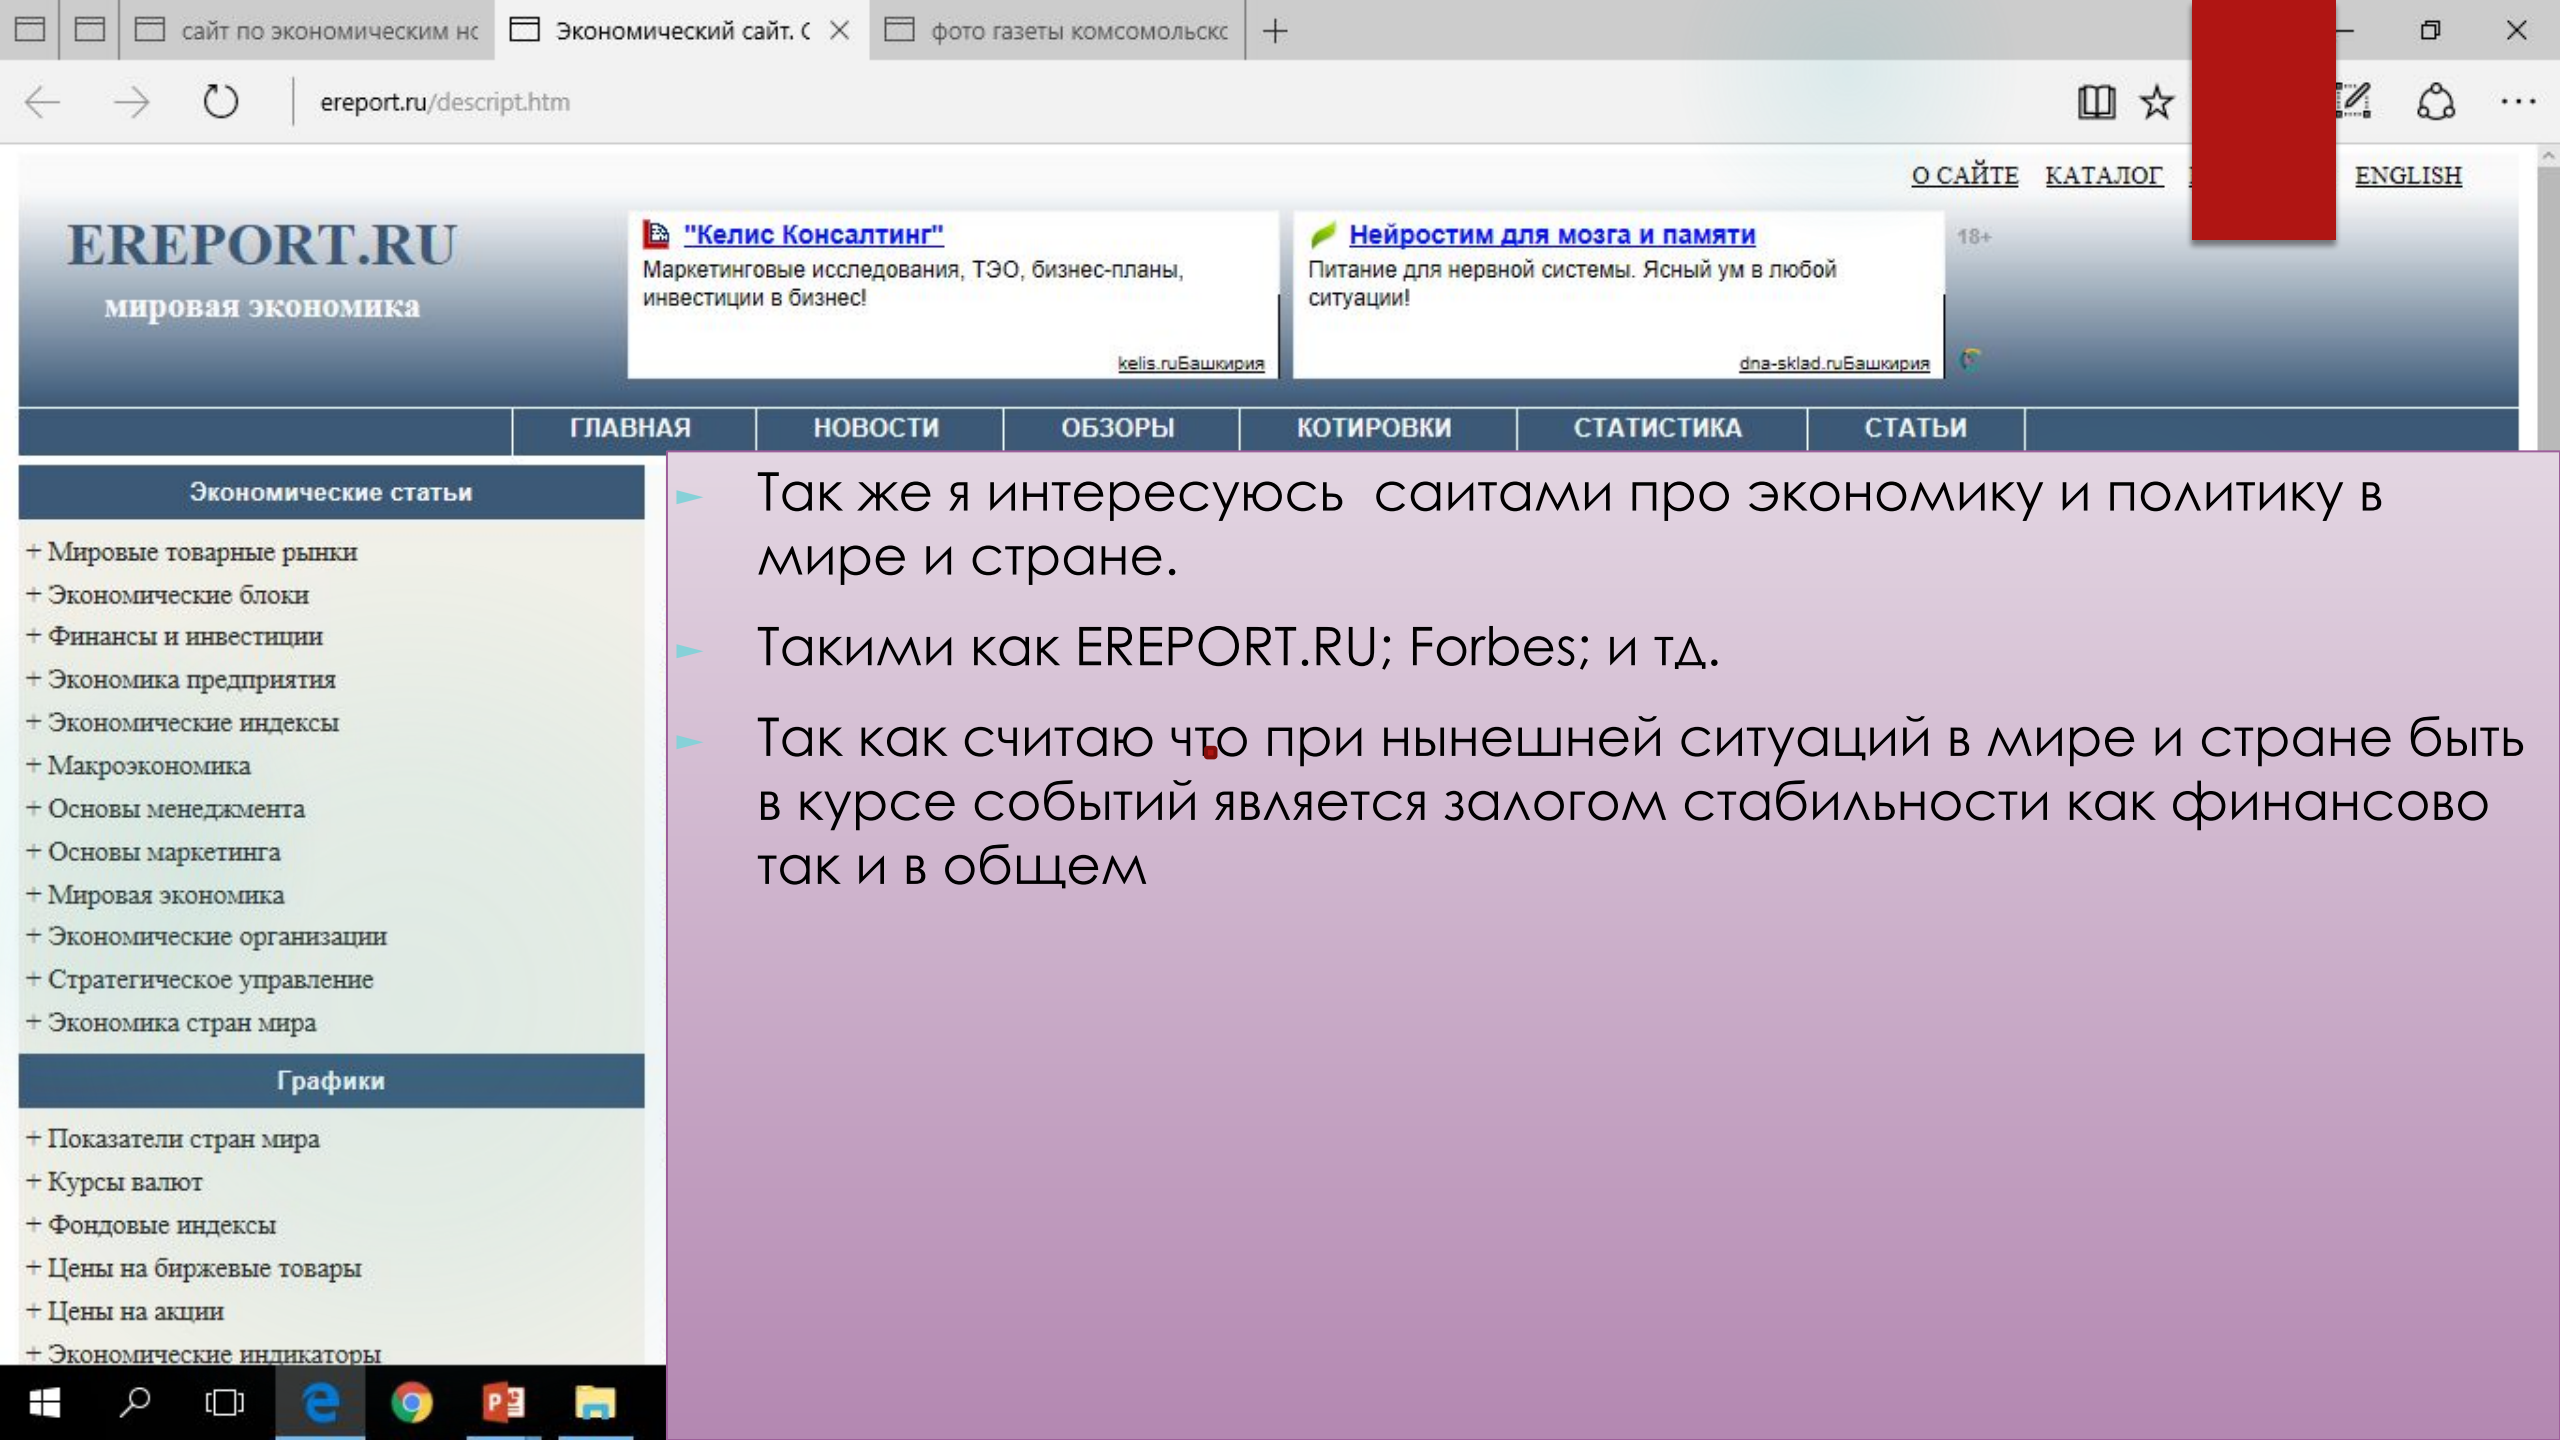 сайт по экономическим но
Экономический сайт. С
фото газеты комсомольско
ereport.ru/descript.htm
О САЙТЕ КАТАЛОГ ENGLISH
EREPORT.RU
мировая экономика
"Келис Консалтинг"
Маркетинговые исследования, ТЭО, бизнес-планы,
инвестиции в бизнес!
kelis.ruБашкирия
Нейростим для мозга и памяти
Питание для нервной системы. Ясный ум в любой
ситуации!
dna-sklad.ruБашкирия
18+
ГЛАВНАЯ НОВОСТИ ОБЗОРЫ КОТИРОВКИ СТАТИСТИКА СТАТЬИ
Экономические статьи
+ Мировые товарные рынки
+ Экономические блоки
+ Финансы и инвестиции
+ Экономика предприятия
+ Экономические индексы
+ Макроэкономика
+ Основы менеджмента
+ Основы маркетинга
+ Мировая экономика
+ Экономические организации
+ Стратегическое управление
+ Экономика стран мира
Графики
+ Показатели стран мира
+ Курсы валют
+ Фондовые индексы
+ Цены на биржевые товары
+ Цены на акции
+ Экономические индикаторы
Так же я интересуюсь саитами про экономику и политику в
мире и стране.
Такими как EREPORT.RU; Forbes; и тд.
Так как считаю что при нынешней ситуаций в мире и стране быть
в курсе событий является залогом стабильности как финансово
так и в общем